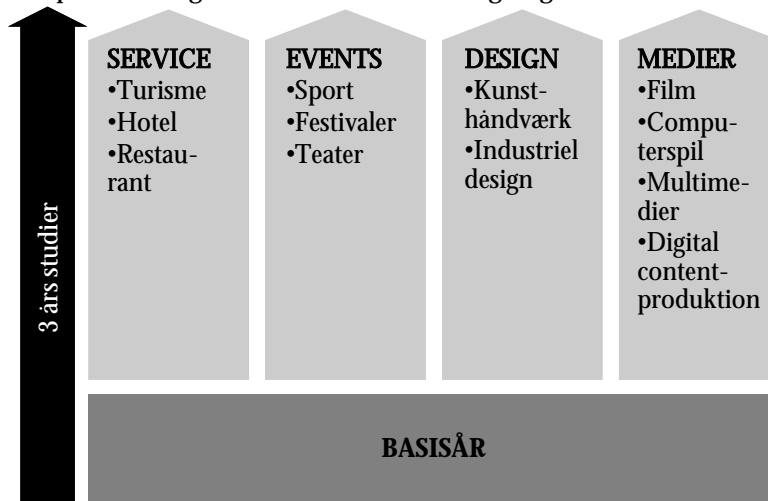 SERVICE
•Turisme
•Hotel
•Restau-
rant
EVENTS
•Sport
•Festivaler
•Teater
DESIGN
•Kunst-
håndværk
•Industriel
design
MEDIER
•Film
•Compu-
terspil
•Multime-
dier
•Digital
content-
produktion
3 års studier
BASISÅR